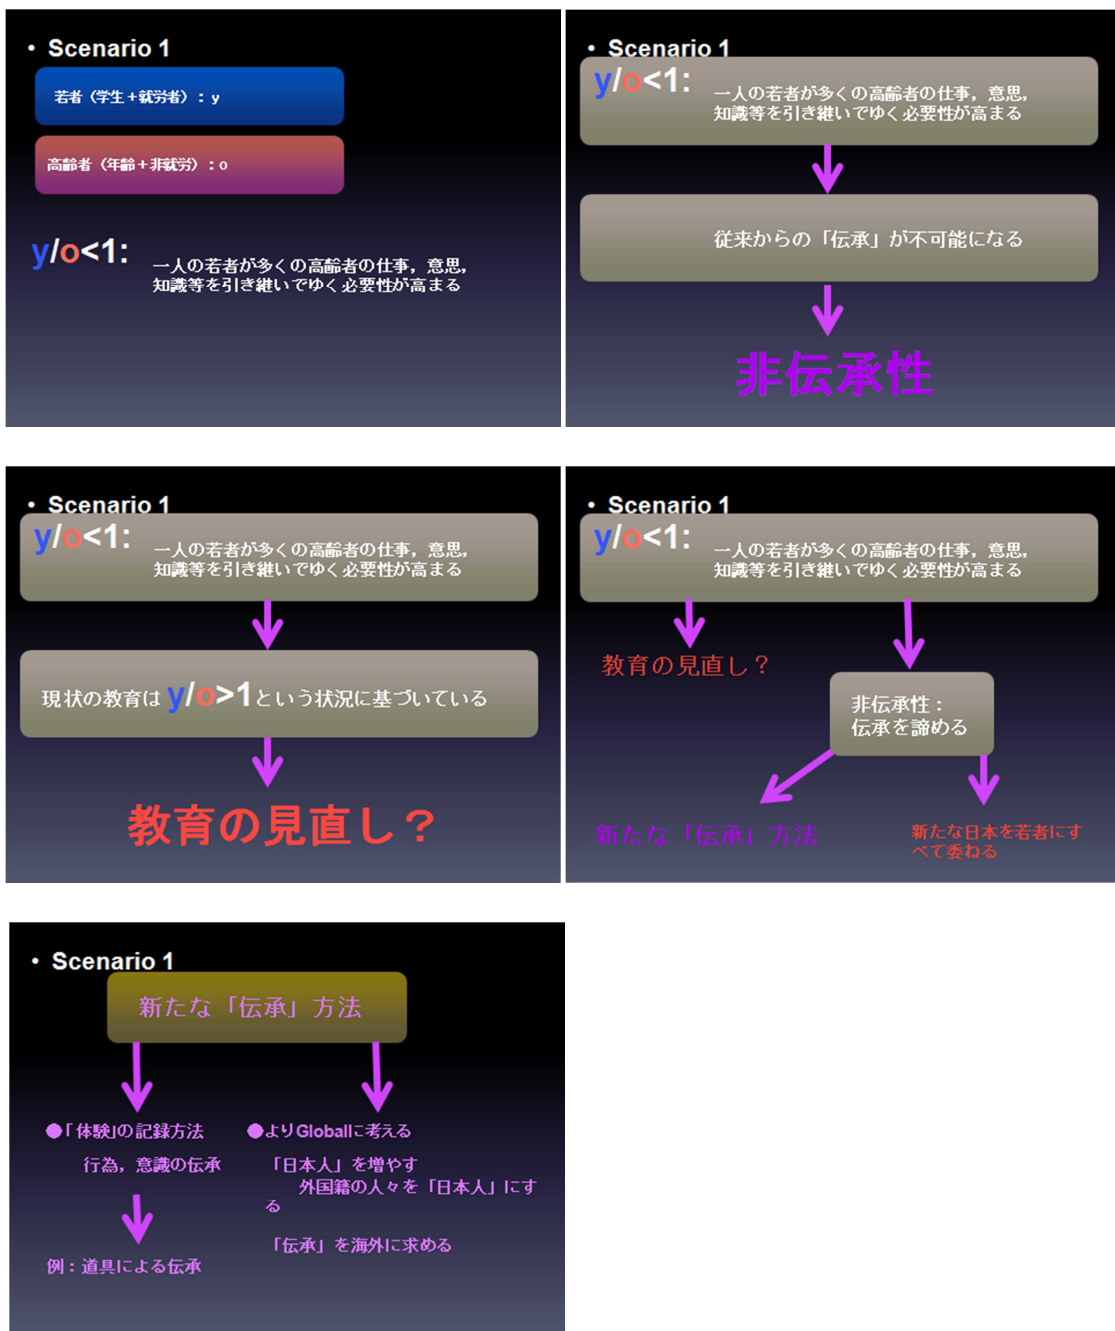 • Scenario 1
若者（学生＋就労者）：y
高齢者（年齢＋非就労）：o
y/o<1:
一人の若者が多くの高齢者の仕事，意思，
知識等を引き継いでゆく必要性が高まる
• Scenario 1
y/o<1:
一人の若者が多くの高齢者の仕事，意思，
知識等を引き継いでゆく必要性が高まる
従来からの「伝承」が不可能になる
非伝承性
• Scenario 1
y/o<1:
一人の若者が多くの高齢者の仕事，意思，
知識等を引き継いでゆく必要性が高まる
現状の教育は y/o>1という状況に基づいている
教育の見直し？
• Scenario 1
y/o<1:
一人の若者が多くの高齢者の仕事，意思，
知識等を引き継いでゆく必要性が高まる
教育の見直し？
非伝承性：
伝承を諦める
新たな「伝承」方法
新たな日本を若者にす
べて委ねる
• Scenario 1
新たな「伝承」方法
●「体験」の記録方法
行為，意識の伝承
例：道具による伝承
●よりGlobalに考える
「日本人」を増やす
外国籍の人々を「日本人」にす
る
「伝承」を海外に求める